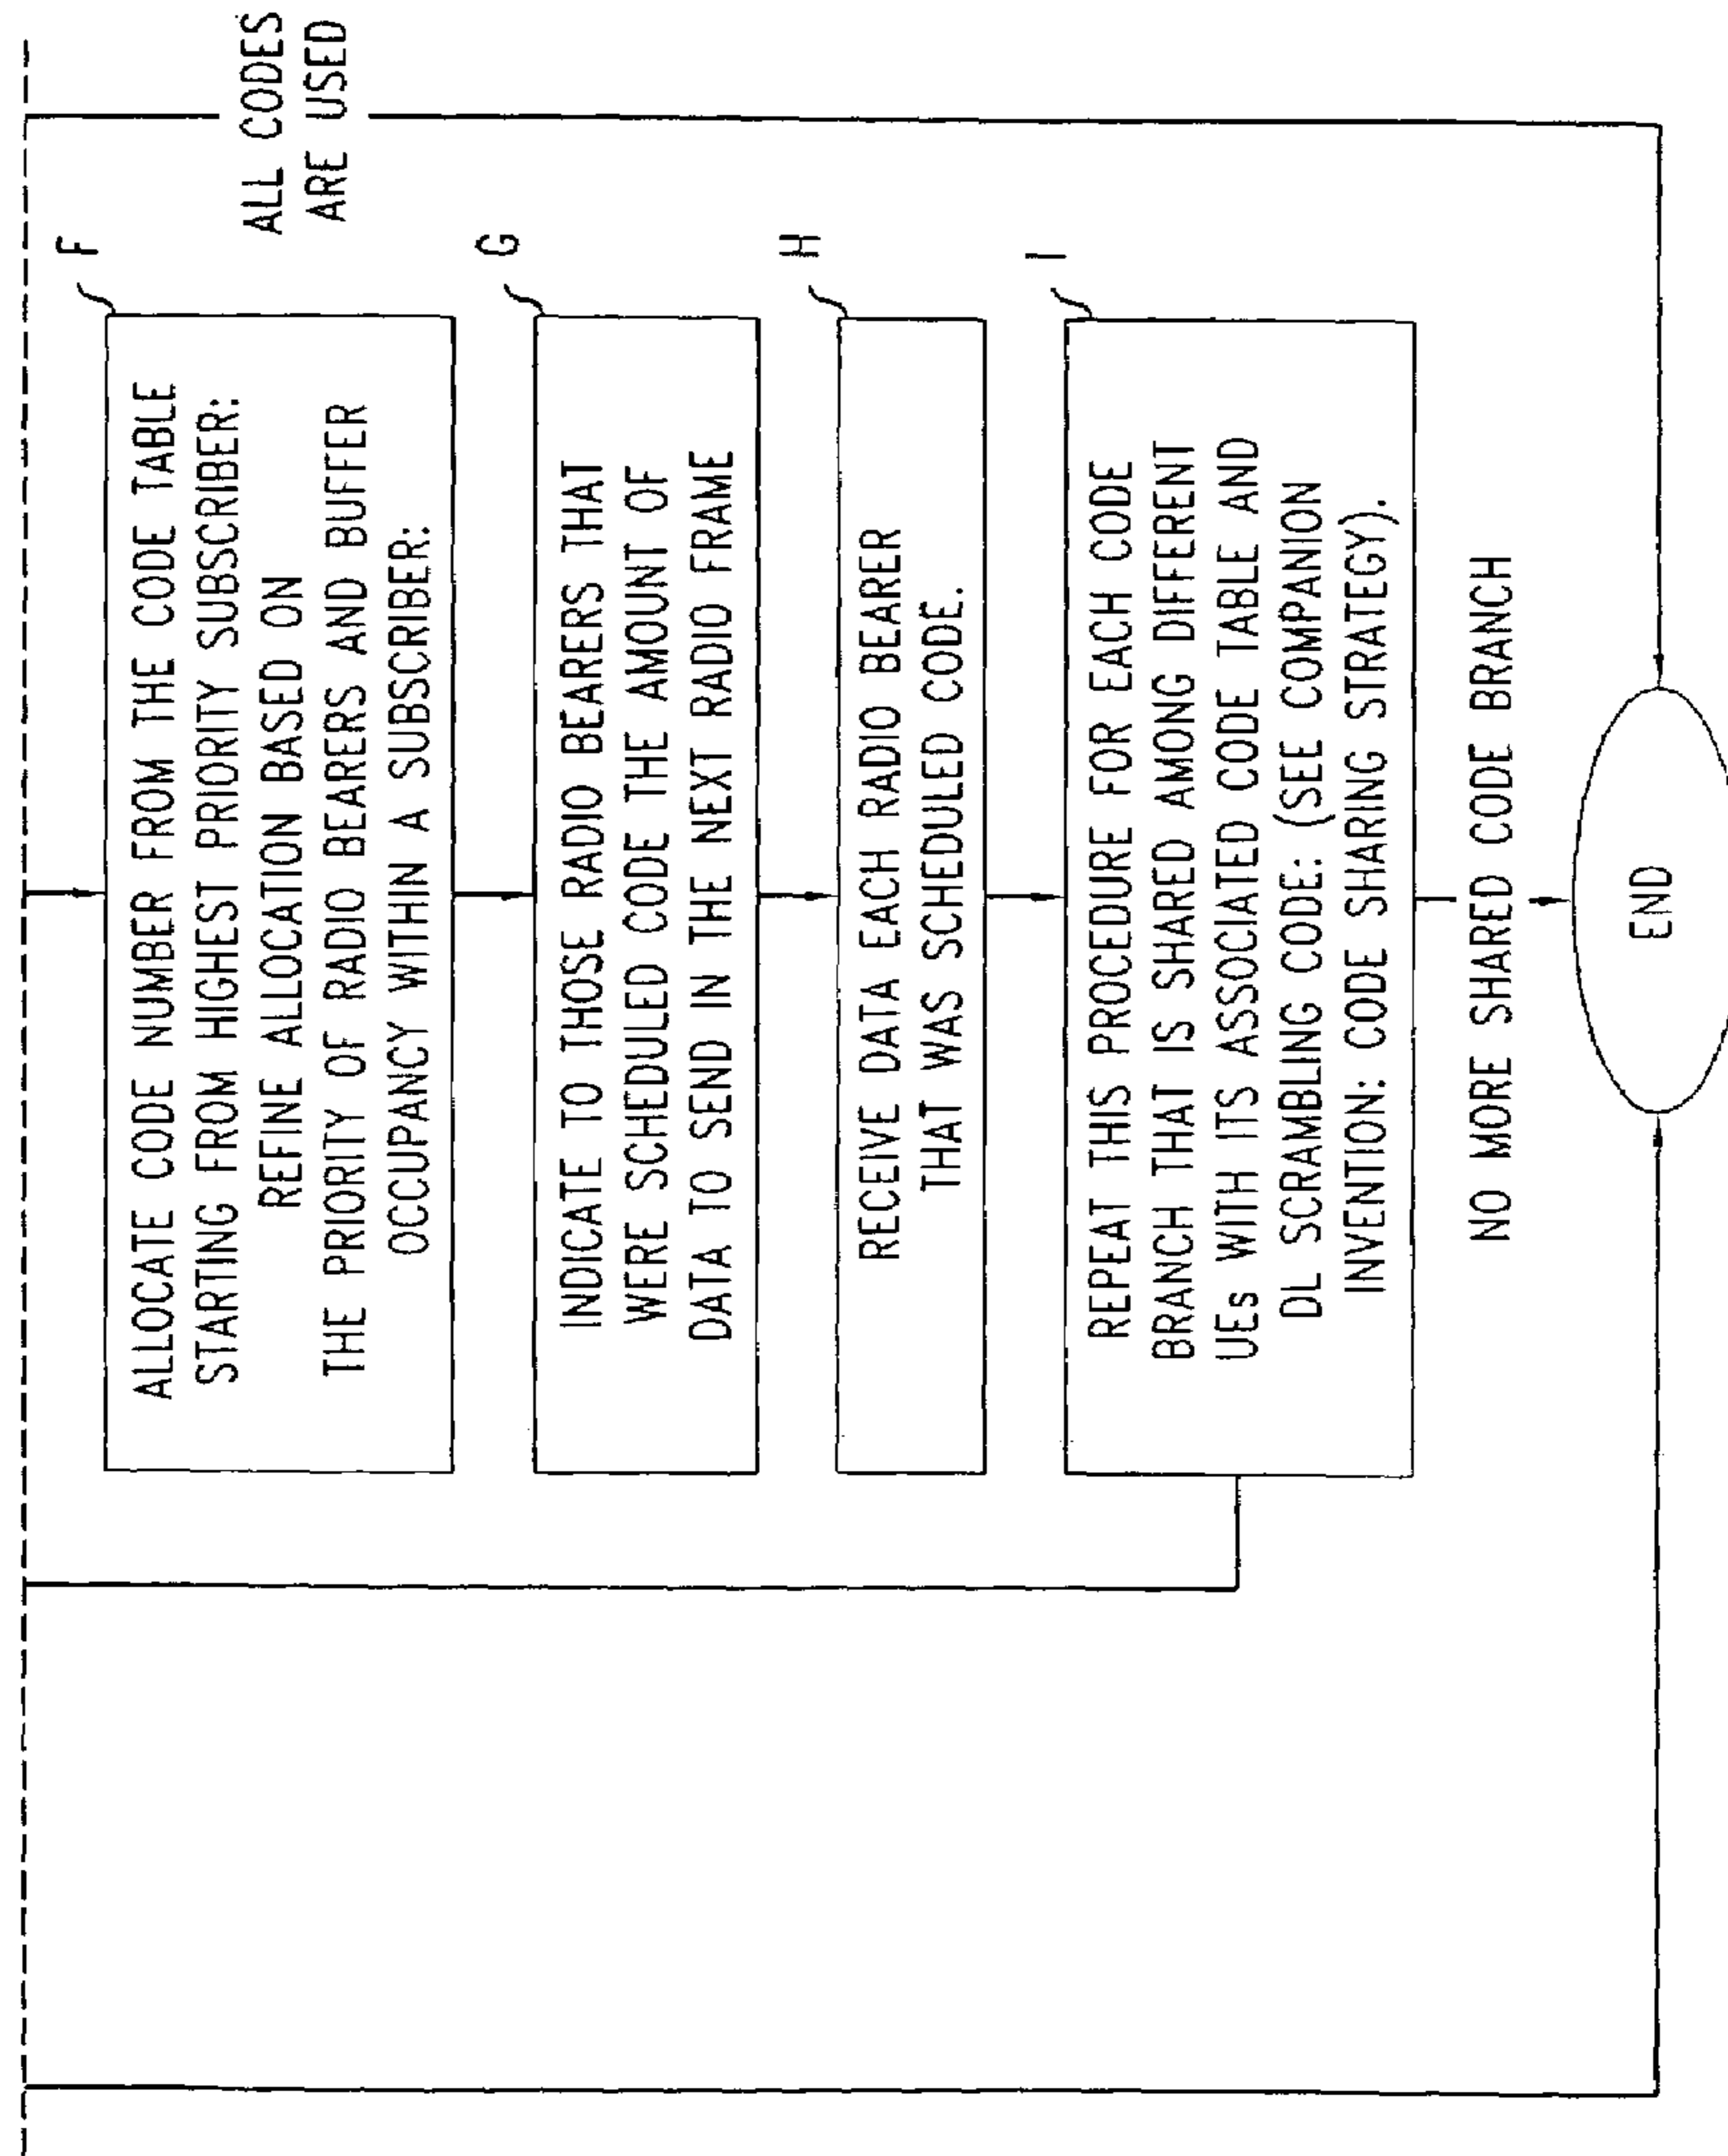 ALL CODES
ARE USED
F
ALLOCATE CODE NUMBER FROM THE CODE TABLE
STARTING FROM HIGHEST PRIORITY SUBSCRIBER:
REFINE ALLOCATION BASED ON
THE PRIORITY OF RADIO BEARERS AND BUFFER
OCCUPANCY WITHIN A SUBSCRIBER:
G
INDICATE TO THOSE RADIO BEARERS THAT
WERE SCHEDULED CODE THE AMOUNT OF
DATA TO SEND IN THE NEXT RADIO FRAME
H
RECEIVE DATA EACH RADIO BEARER
THAT WAS SCHEDULED CODE.
I
REPEAT THIS PROCEDURE FOR EACH CODE
BRANCH THAT IS SHARED AMONG DIFFERENT
UEs WITH ITS ASSOCIATED CODE TABLE AND
DL SCRAMBLING CODE: (SEE COMPANION
INVENTION: CODE SHARING STRATEGY).
NO MORE SHARED CODE BRANCH
END